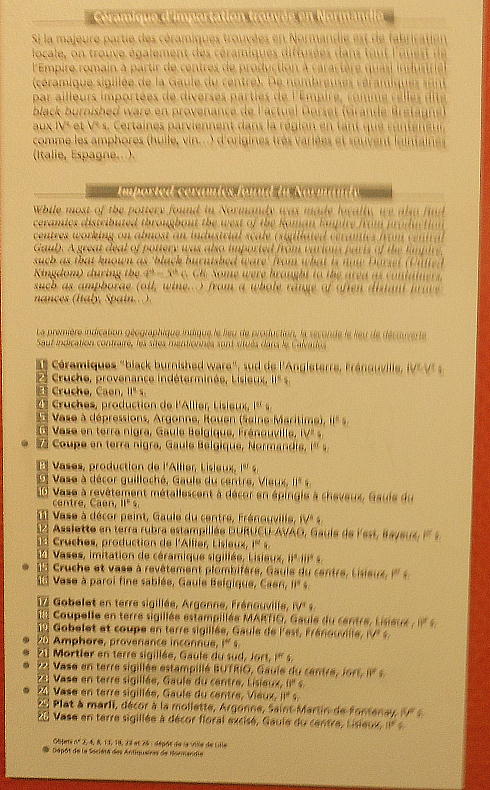 Céramique d'importation trouvée en Normandie
Si la majeure partie des céramiques trouvées en Normandie est de fabrication
locale, on trouve également des céramiques diffusées dans tout l'ouest de
l'Empire romain à partir de centres de production à caractère quasi industriel
(céramique sigillée de la Gaule du centre). De nombreuses céramiques sont
par ailleurs importées de diverses parties de l'Empire, comme celles dite
black burnished ware en provenance de l'actuel Dorset (Grande Bretagne)
aux IVe et Ve s. Certaines parviennent dans la région en tant que conteneur,
comme les amphores (huile, vin...) d'origines très variées et souvent lointaines
(Italie, Espagne...).
Imported ceramics found in Normandy
While most of the pottery found in Normandy was made locally, we also find
ceramics distributed throughout the west of the Roman Empire from production
centres working on almost an industrial scale (sigillated ceramics from central
Gaul). A great deal of pottery was also imported from various parts of the Empire,
such as that known as 'black burnished ware' from what is now Dorset (United
Kingdom) during the 4th - 5th c. Ch. Some were brought to the area as containers,
such as amphorae (oil, wine...) from a whole range of often distant prove-
nances (Italy, Spain...).
La première indication géographique indique le lieu de production, la seconde le lieu de découverte
Sauf indication contraire, les sites mentionnés sont situés dans le Calvados
1 Céramiques "black burnished ware", sud de l'Angleterre, Frénouville, IVe-Ve s.
2 Cruche, provenance indéterminée, Lisieux, IIe s.
3 Cruche, Caen, IIe s.
4 Cruches, production de l'Allier, Lisieux, Ier s.
5 Vase à dépressions, Argonne, Rouen (Seine-Maritime), IIe s.
6 Vase en terra nigra, Gaule Belgique, Frénouville, IVe s.
7 Coupe en terra nigra, Gaule Belgique, Normandie, Ier s.
8 Vases, production de l'Allier, Lisieux, Ier s.
9 Vase à décor guilloché, Gaule du centre, Vieux, IIe s.
10 Vase à revêtement métallescent à décor en épingle à cheveux, Gaule du
centre, Caen, IIe s.
11 Vase à décor peint, Gaule du centre, Frénouville, IVe s.
12 Assiette en terra rubra estampillée DURUCU-AVAO, Gaule de l'est, Bayeux, Ier s.
13 Cruches, production de l'Allier, Lisieux, Ier s.
14 Vases, imitation de céramique sigillée, Lisieux, IIe-IIIe s.
15 Cruche et vase à revêtement plombifère, Gaule du centre, Lisieux, Ier s.
16 Vase à paroi fine sablée, Gaule Belgique, Caen, IIe s.
17 Gobelet en terre sigillée, Argonne, Frénouville, IVe s.
18 Coupelle en terre sigillée estampillée MARTIO, Gaule du centre, Lisieux, IIe s.
19 Gobelet et coupe en terre sigillée, Gaule de l'est, Frénouville, IVe s.
20 Amphore, provenance inconnue, Ier s.
21 Mortier en terre sigillée, Gaule du sud, Jort, Ier s.
22 Vase en terre sigillée estampillé BUTRIO, Gaule du centre, Jort, IIe s.
23 Vase en terre sigillée, Gaule du centre, Lisieux, IIe s.
24 Vase en terre sigillée, Gaule du centre, Vieux, IIe s.
25 Plat à marli, décor à la mollette, Argonne, Saint-Martin-de-Fontenay, IVe s.
26 Vase en terre sigillée à décor floral excisé, Gaule du centre, Lisieux, IIe s.
Objets n° 2, 4, 8, 13, 18, 23 et 26 : dépôt de la Ville de Lille
Dépôt de la Société des Antiquaires de Normandie